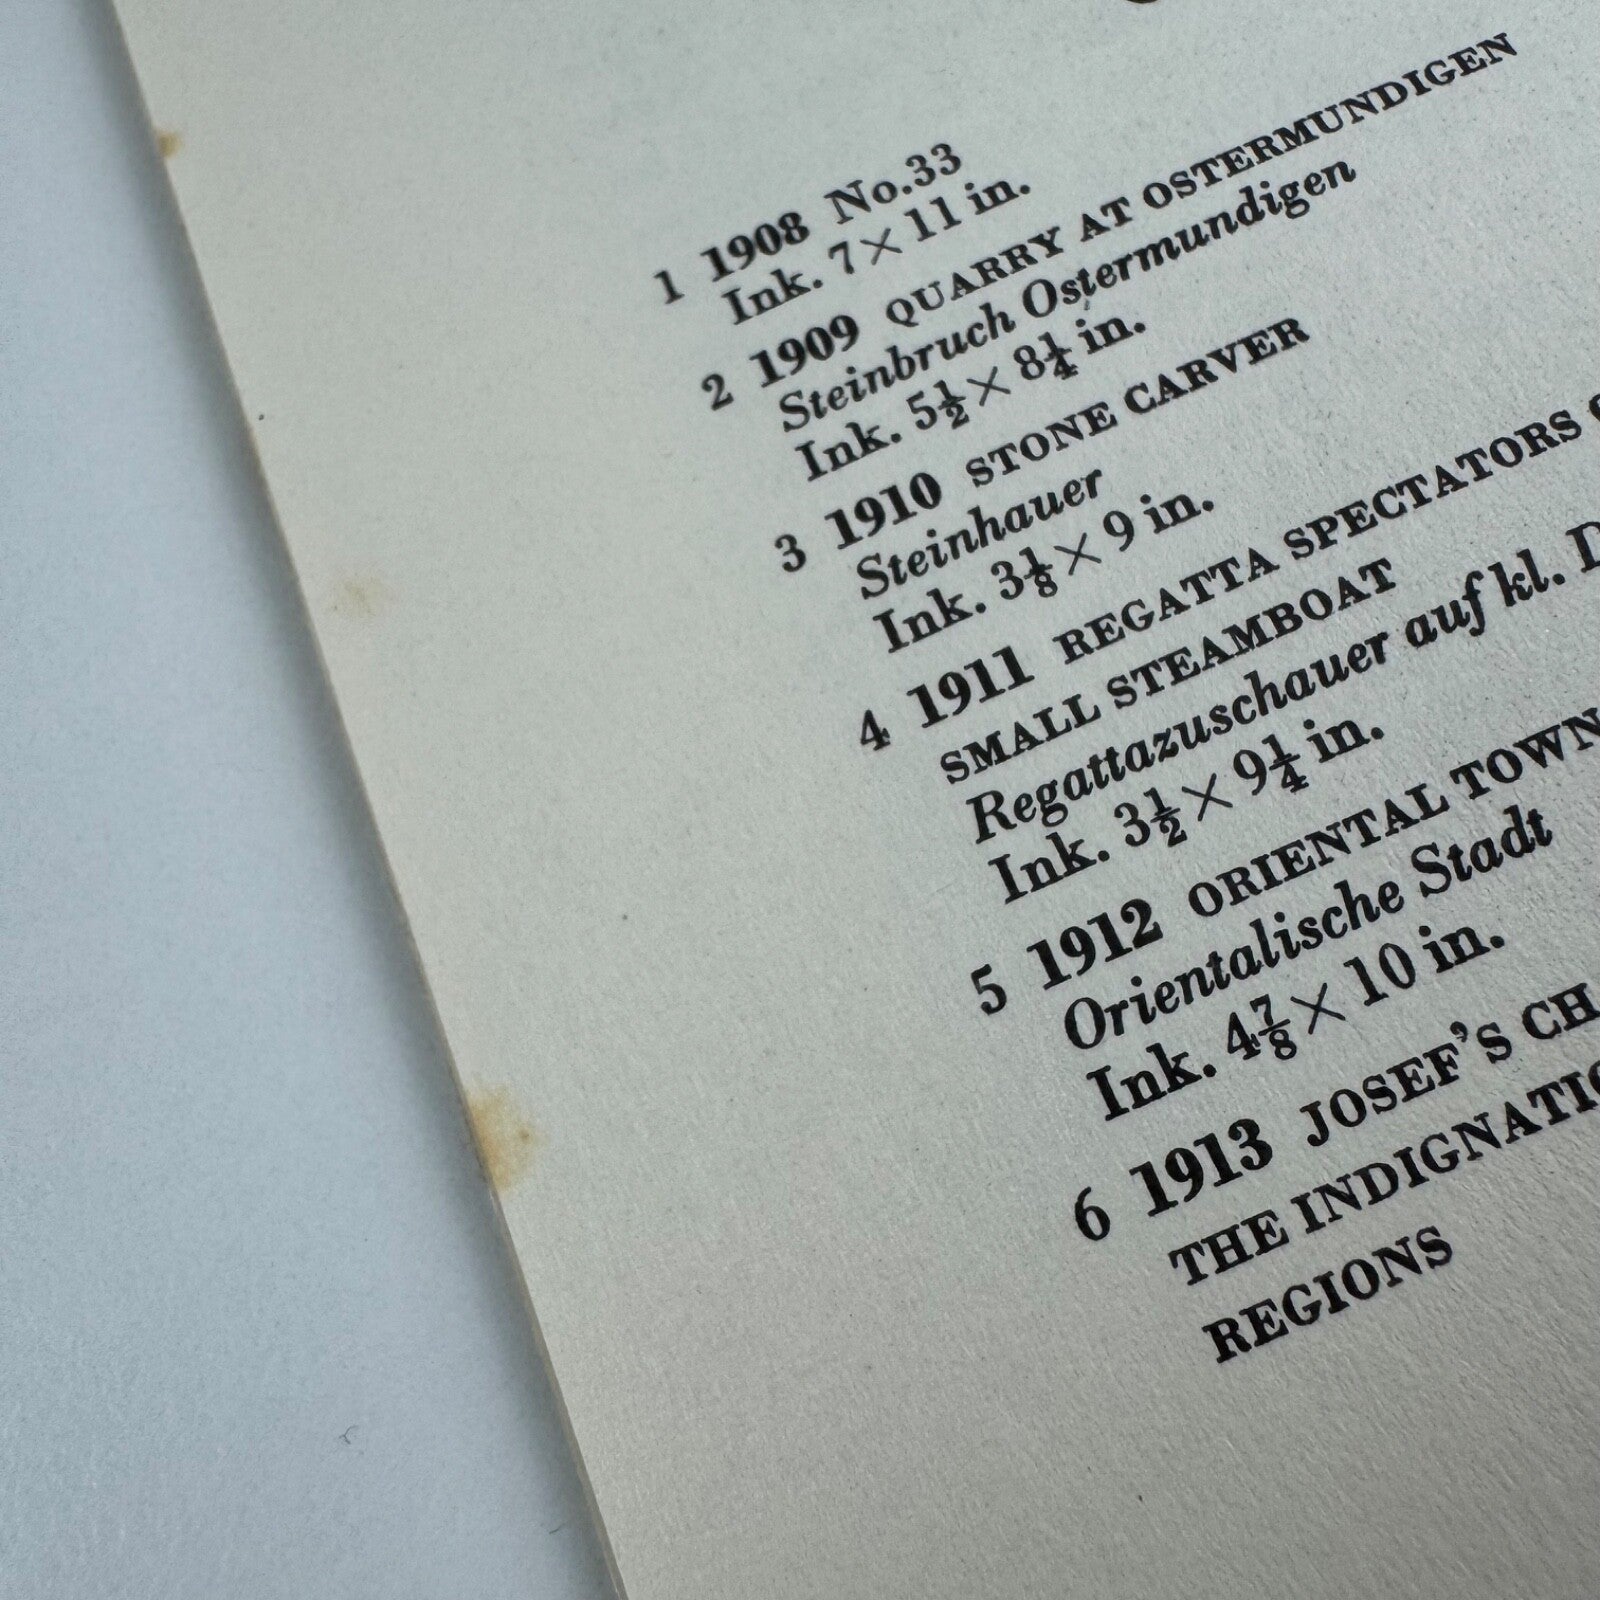 1 1908 No.33
Ink. 7 × 11 in.
2 1909 QUARRY AT OSTERMUNDIGEN
Steinbruch Ostermundigen
Ink. 5½ × 8¼ in.
3 1910 STONE CARVER
Steinhauer
Ink. 3⅛ × 9 in.
4 1911 REGATTA SPECTATORS
SMALL STEAMBOAT
Regattazuschauer auf kl.
Ink. 3½ × 9¼ in.
5 1912 ORIENTAL TOWN
Orientalische Stadt
Ink. 4⅞ × 10 in.
6 1913 JOSEF'S
THE
REGIONS